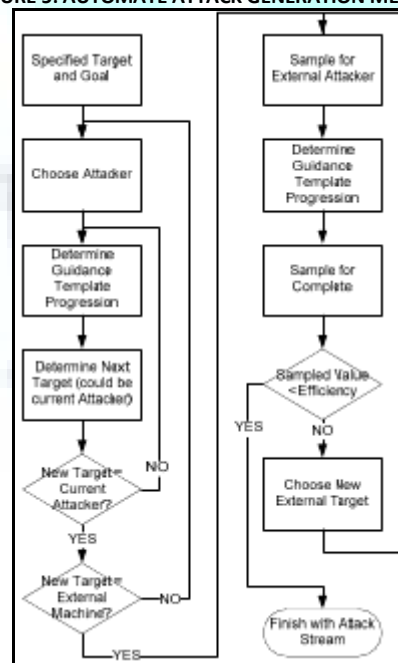 URE 3: AUTOMATE ATTACK GENERATION ME
Specified Target
and Goal
Choose Attacker
Determine
Guidance
Template
Progression
Determine Next
Target (could be
current Attacker)
New Target=
Current
Attacker?
NO
YES
New Target=
External
Machine?
NO
YES
Sample for
External Attacker
Determine
Guidance
Template
Progression
Sample for
Complete
Sampled Value
<Efficiency
YES
NO
Choose New
External Target
Finish with Attack
Stream